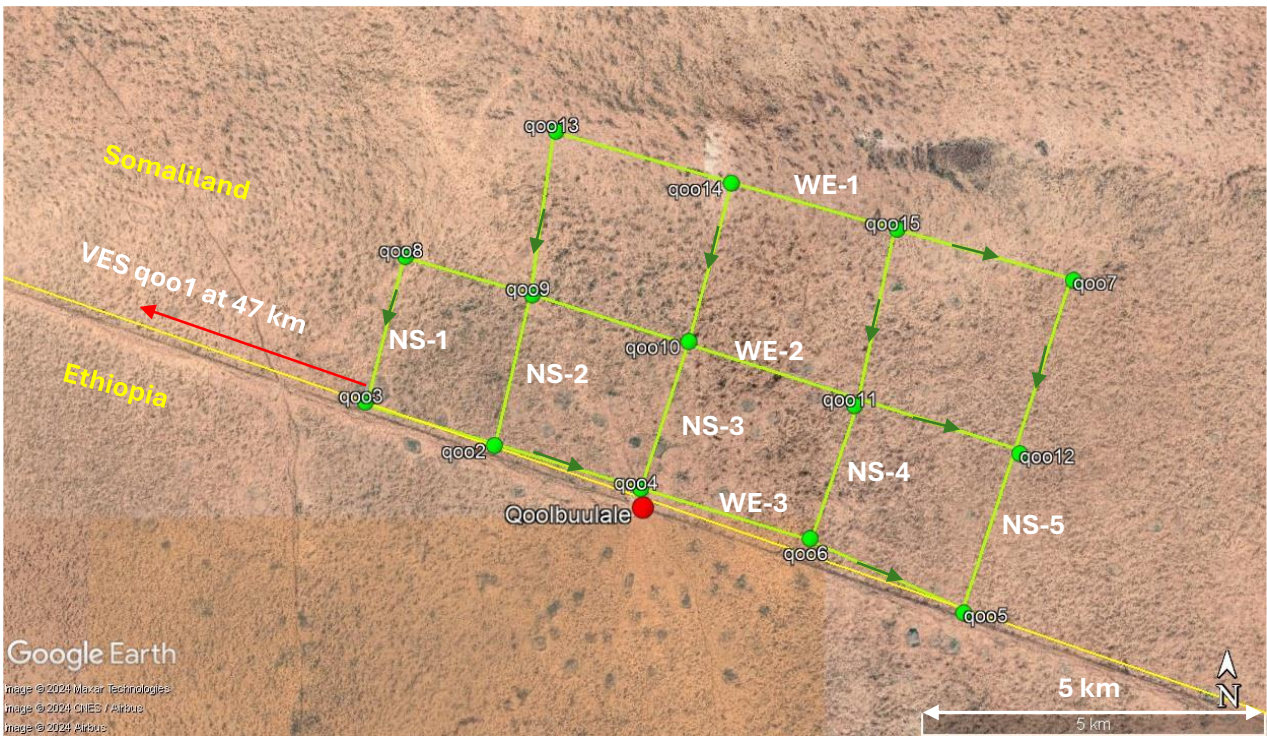 qoo13
Somaliland
qoo14
WE-1
qoo15
VES qoo1 at 47 km
qoo8
qoo9
qoo7
NS-1
qoo10
WE-2
Ethiopia
qoo3
NS-2
qoo11
NS-3
qoo2
qoo12
NS-4
qoo4
WE-3
Qoolbuulale
NS-5
qoo6
qoo5
Google Earth
Image © 2024 Maxar Technologies
Image © 2024 CNES / Airbus
Image © 2024 Airbus
5 km
N
5 km